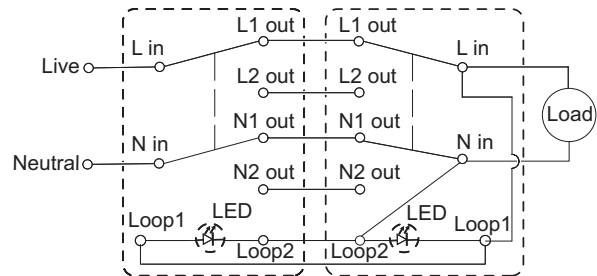 L1 out L1 out
Live L in L in
L2 out L2 out
Load
N1 out N1 out
Neutral N in N in
N2 out N2 out
LED LED
Loop1 Loop2 Loop2 Loop1